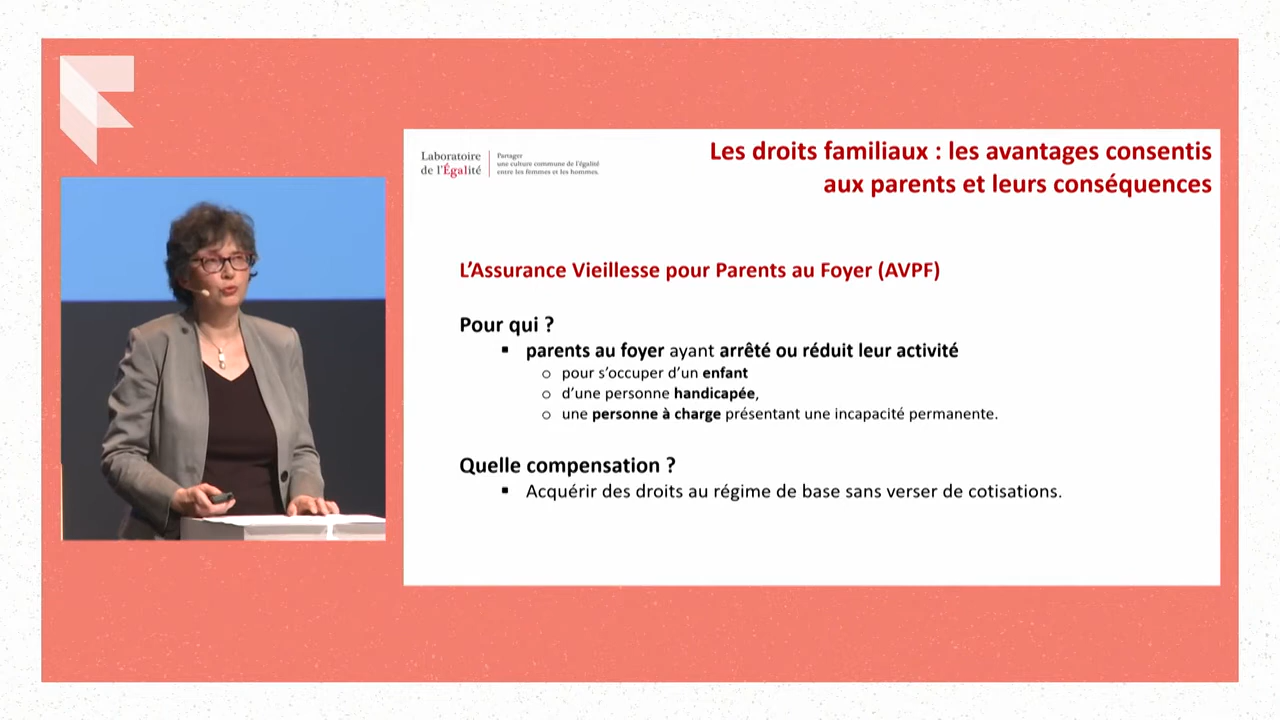 Laboratoire
de l'Égalité
Partager
une culture commune de l'égalité
entre les femmes et les hommes.
Les droits familiaux : les avantages consentis
aux parents et leurs conséquences
L'Assurance Vieillesse pour Parents au Foyer (AVPF)
Pour qui ?
▪ parents au foyer ayant arrêté ou réduit leur activité
o pour s'occuper d'un enfant
o d'une personne handicapée,
o une personne à charge présentant une incapacité permanente.
Quelle compensation ?
▪ Acquérir des droits au régime de base sans verser de cotisations.